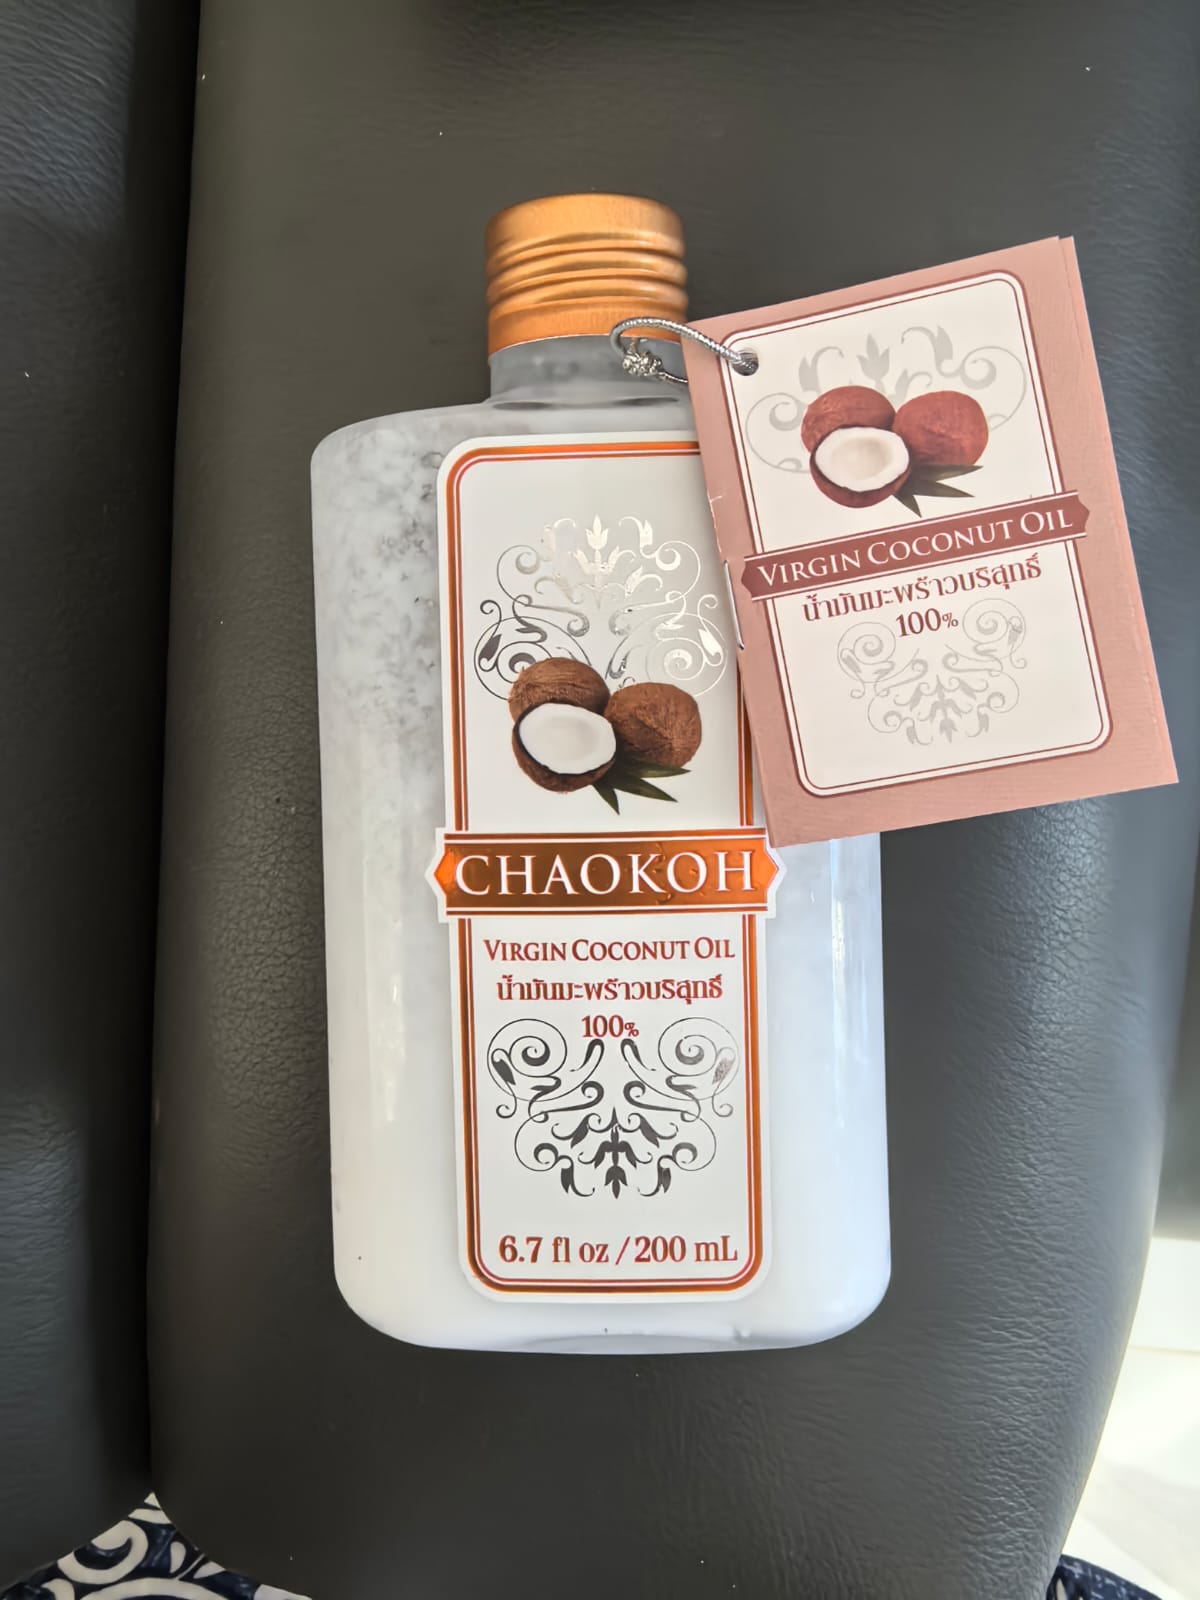 VIRGIN COCONUT OIL
น้ำมันมะพร้าวบริสุทธิ์
100%
CHAOKOH
VIRGIN COCONUT OIL
น้ำมันมะพร้าวบริสุทธิ์
100%
6.7 fl oz / 200 mL